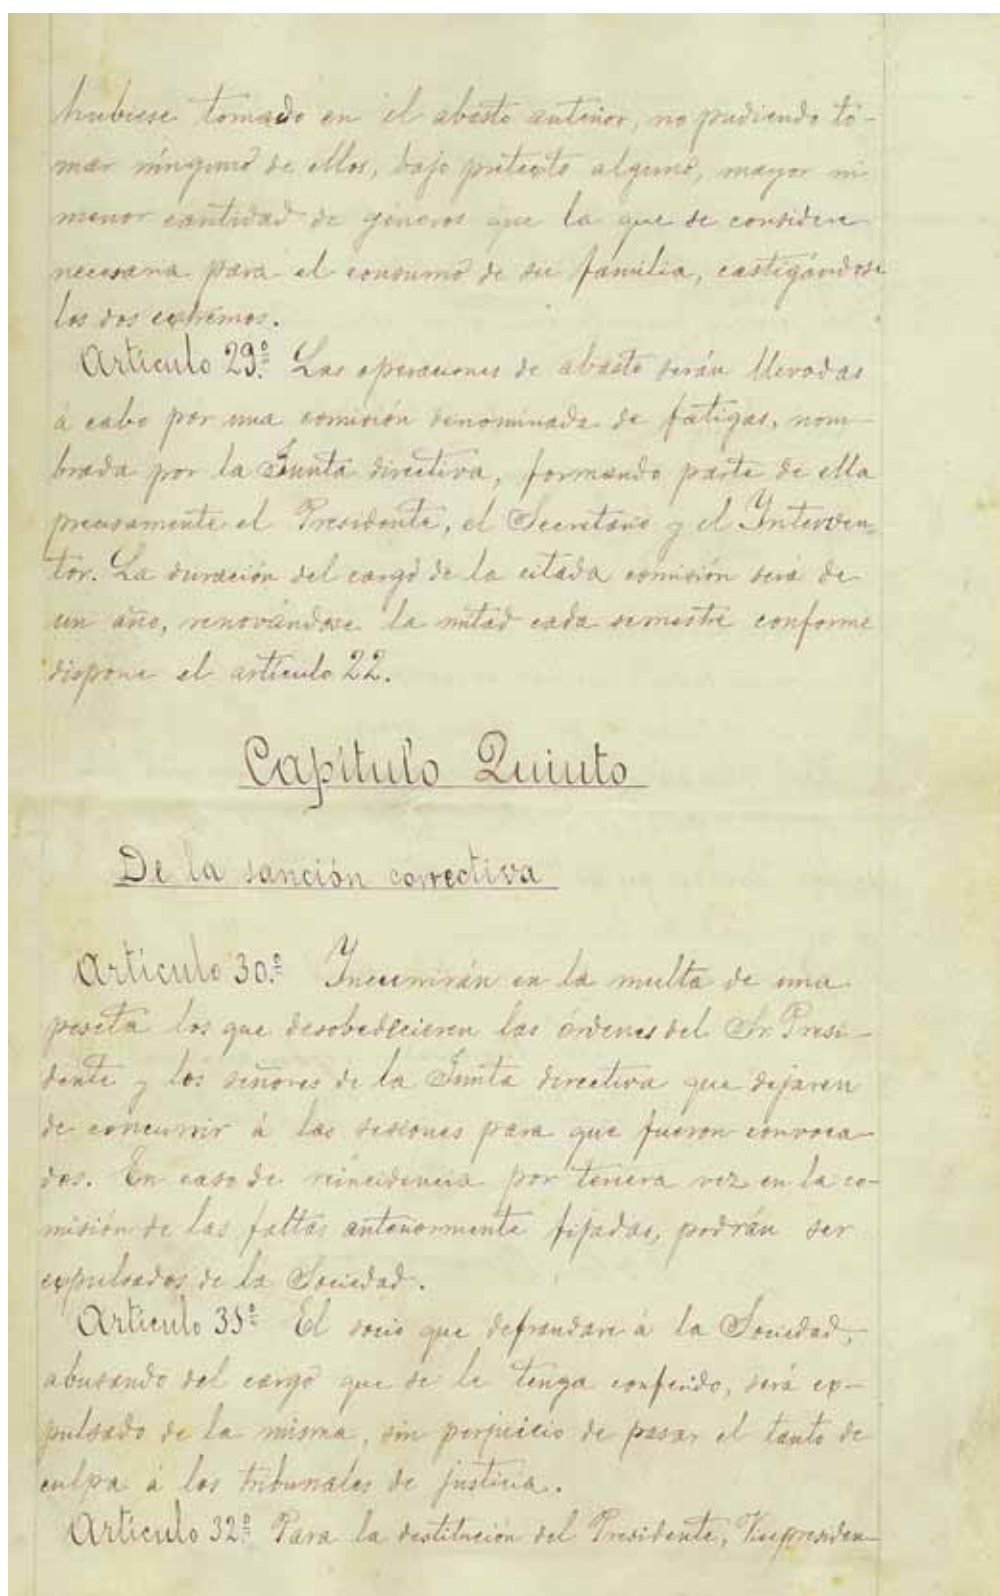 hubiese tomado en el abasto anterior, no pudiendo to-
mar ninguno de ellos, bajo pretexto alguno, mayor ni
menor cantidad de géneros que la que se considere
necesaria para el consumo de su familia, castigándose
los dos extremos.
Artículo 29.º Las operaciones de abasto serán llevadas
á cabo por una comisión denominada de fatigas, nom-
brada por la Junta directiva, formando parte de ella
precisamente el Presidente, el Secretario y el Interven-
tor. La duración del cargo de la citada comisión será de
un año, renovándose la mitad cada semestre conforme
dispone el artículo 22.
Capítulo Quinto
De la sanción correctiva
Artículo 30.º Incurrirán en la multa de una
peseta los que desobedecieren las órdenes del Sr. Presi-
dente y los señores de la Junta directiva que dejaren
de concurrir á las sesiones para que fueron convoca-
dos. En caso de reincidencia por tercera vez en la co-
misión de las faltas anteriormente fijadas, podrán ser
expulsados de la Sociedad.
Artículo 31º El socio que defraudare á la Sociedad,
abusando del cargo que se le tenga conferido, será ex-
pulsado de la misma, sin perjuicio de pasar el tanto de
culpa á los tribunales de justicia.
Artículo 32.º Para la destitución del Presidente, Vicepresiden-